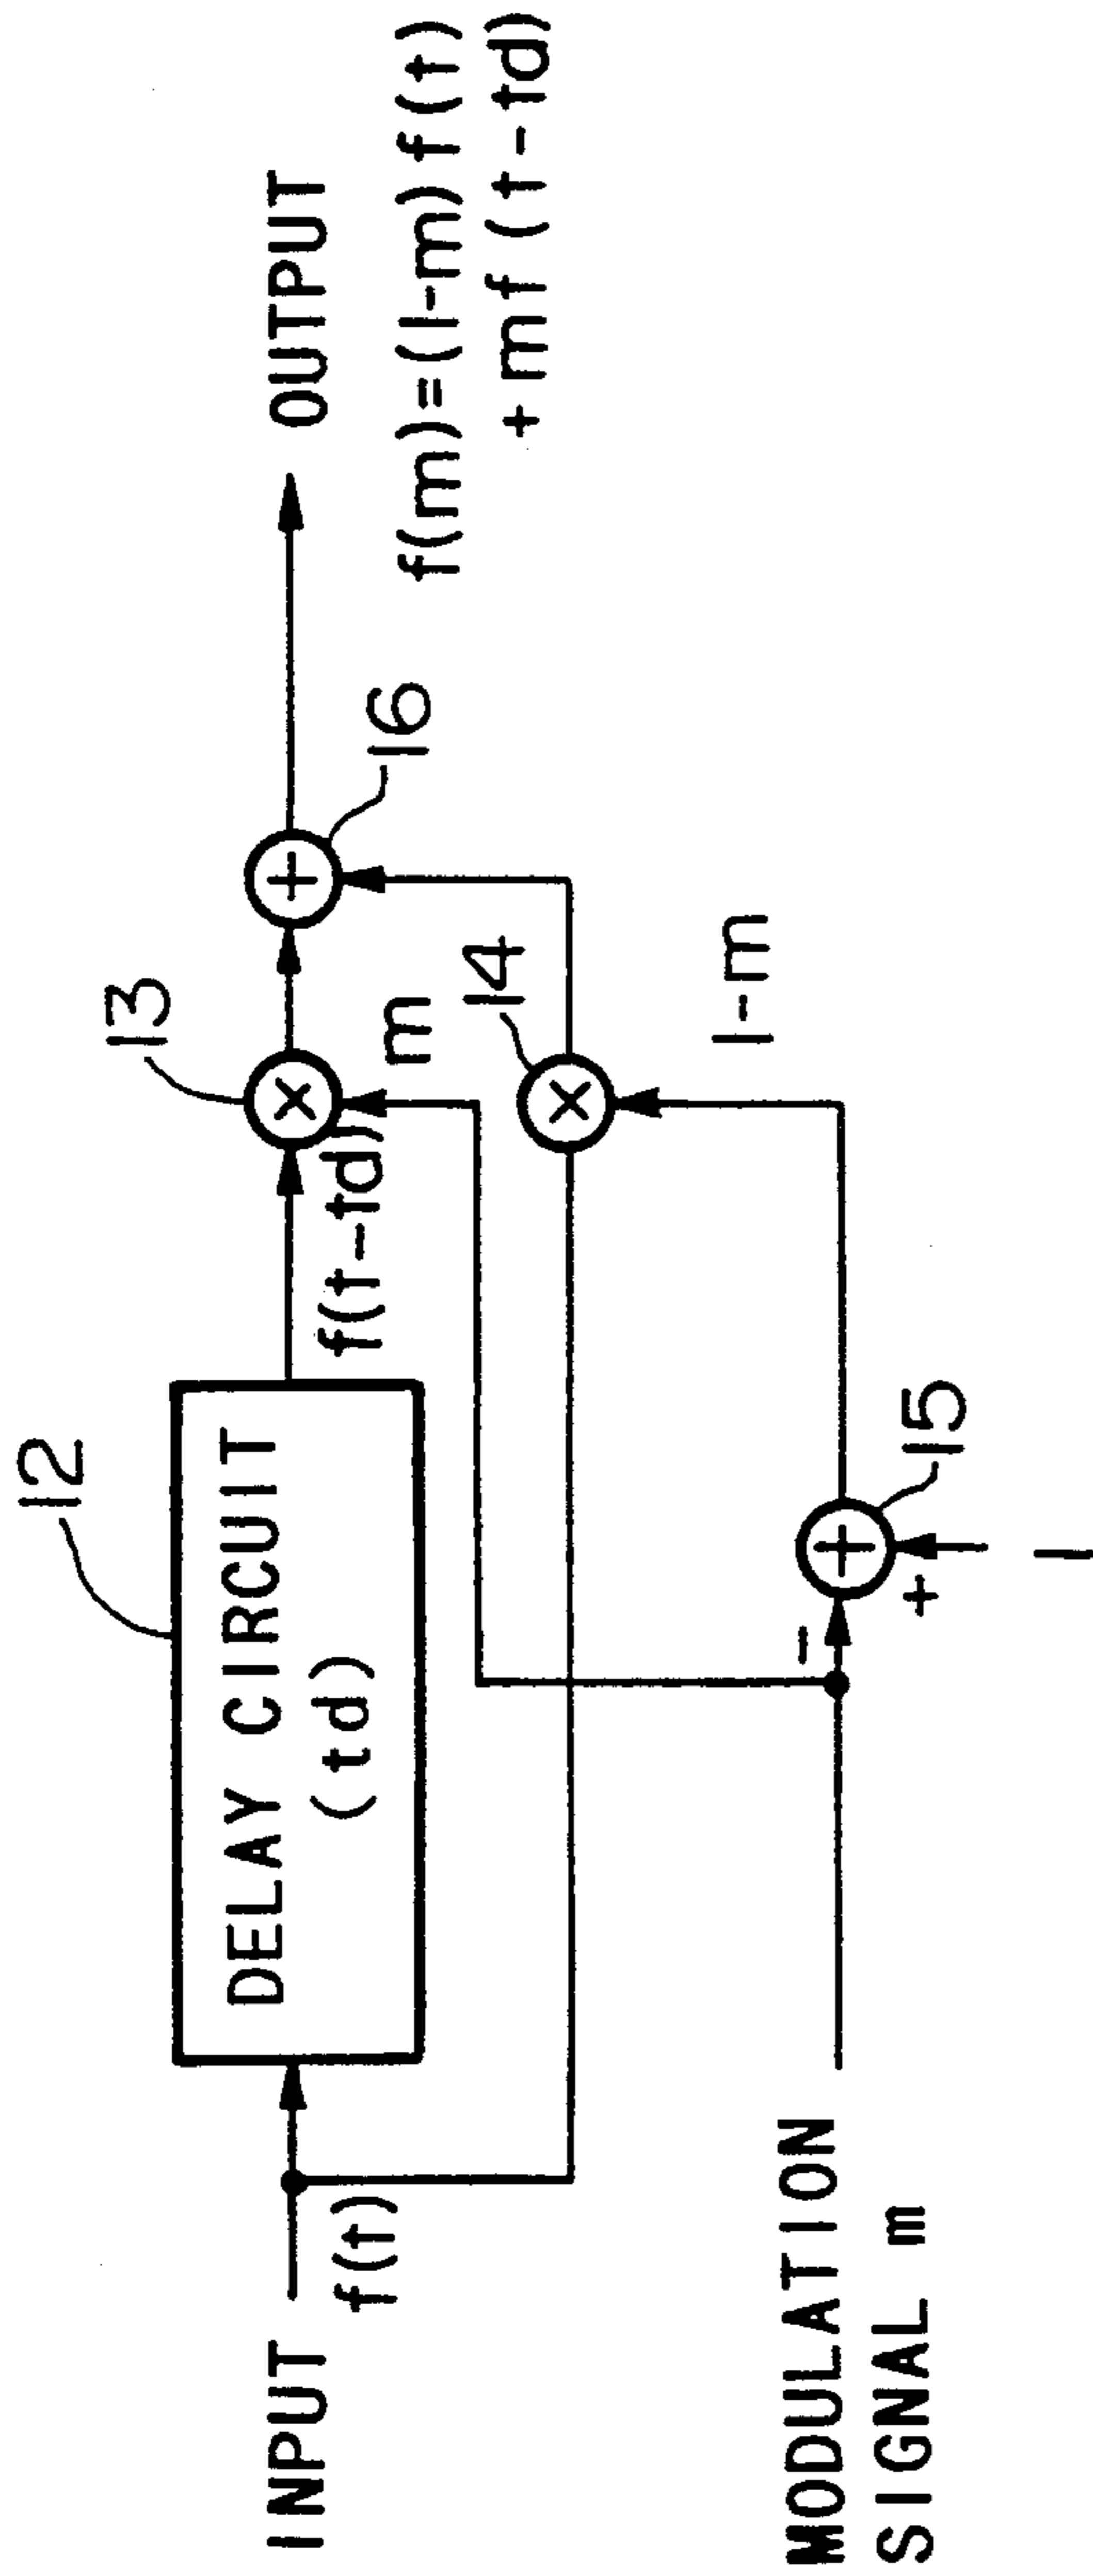 12
13
INPUT
DELAY CIRCUIT
(td)
f(t)
f(t-td)
×
m
+
16
OUTPUT
f(m)=(1-m)f(t)
+mf(t-td)
14
×
1-m
MODULATION
SIGNAL m
-
+
+
15
1